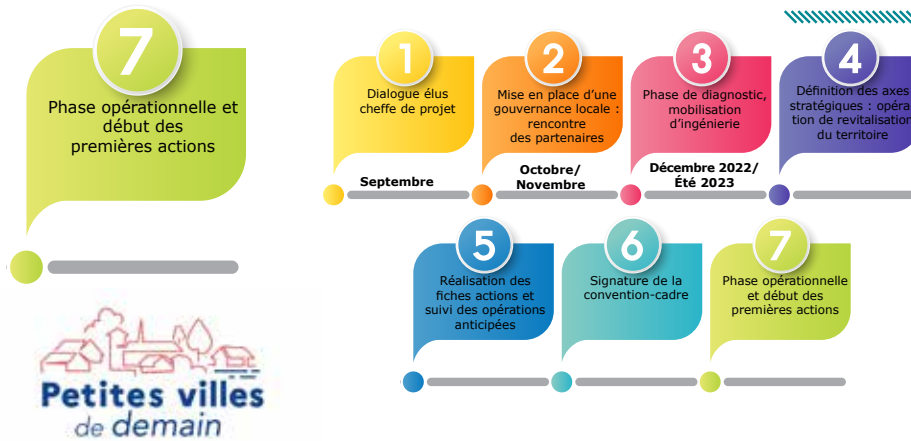 7
Phase opérationnelle et
début des
premières actions
1
Dialogue élus
cheffe de projet
Septembre
2
Mise en place d'une
gouvernance locale :
rencontre
des partenaires
Octobre/
Novembre
3
Phase de diagnostic,
mobilisation
d'ingénierie
Décembre 2022/
Été 2023
4
Définition des axes
stratégiques : opéra
tion de revitalisation
du territoire
5
Réalisation des
fiches actions et
suivi des opérations
anticipées
6
Signature de la
convention-cadre
7
Phase opérationnelle
et début des
premières actions
Petites villes
de demain